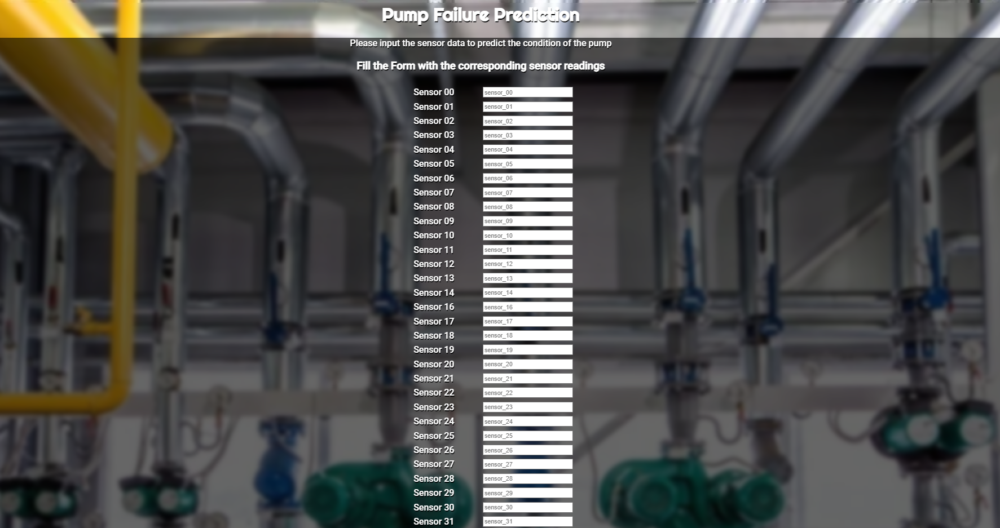 Pump Failure Prediction
Please input the sensor data to predict the condition of the pump
Fill the Form with the corresponding sensor readings
Sensor 00 sensor_00
Sensor 01 sensor_01
Sensor 02 sensor_02
Sensor 03 sensor_03
Sensor 04 sensor_04
Sensor 05 sensor_05
Sensor 06 sensor_06
Sensor 07 sensor_07
Sensor 08 sensor_08
Sensor 09 sensor_09
Sensor 10 sensor_10
Sensor 11 sensor_11
Sensor 12 sensor_12
Sensor 13 sensor_13
Sensor 14 sensor_14
Sensor 16 sensor_16
Sensor 17 sensor_17
Sensor 18 sensor_18
Sensor 19 sensor_19
Sensor 20 sensor_20
Sensor 21 sensor_21
Sensor 22 sensor_22
Sensor 23 sensor_23
Sensor 24 sensor_24
Sensor 25 sensor_25
Sensor 26 sensor_26
Sensor 27 sensor_27
Sensor 28 sensor_28
Sensor 29 sensor_29
Sensor 30 sensor_30
Sensor 31 sensor_31